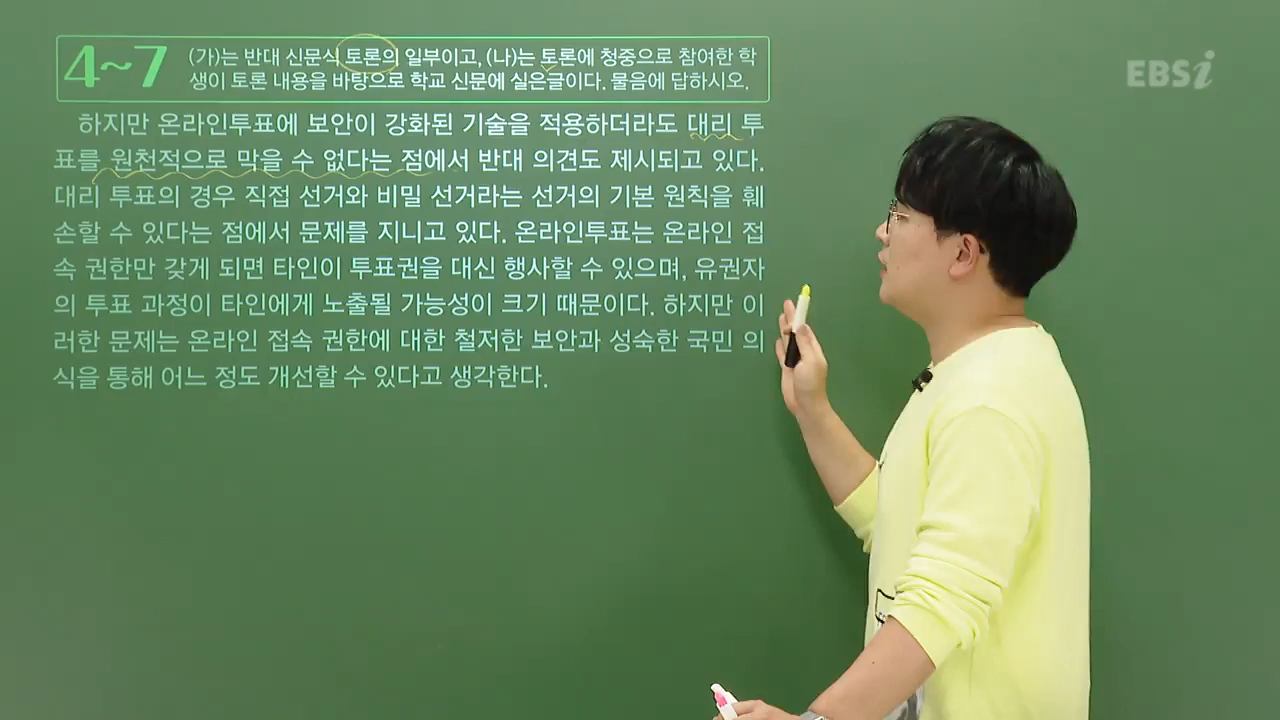 4~7
(가)는 반대 신문식 토론의 일부이고, (나)는 토론에 청중으로 참여한 학
생이 토론 내용을 바탕으로 학교 신문에 실은글이다. 물음에 답하시오.
EBSi
하지만 온라인투표에 보안이 강화된 기술을 적용하더라도 대리 투
표를 원천적으로 막을 수 없다는 점에서 반대 의견도 제시되고 있다.
대리 투표의 경우 직접 선거와 비밀 선거라는 선거의 기본 원칙을 훼
손할 수 있다는 점에서 문제를 지니고 있다. 온라인투표는 온라인 접
속 권한만 갖게 되면 타인이 투표권을 대신 행사할 수 있으며, 유권자
의 투표 과정이 타인에게 노출될 가능성이 크기 때문이다. 하지만 이
러한 문제는 온라인 접속 권한에 대한 철저한 보안과 성숙한 국민 의
식을 통해 어느 정도 개선할 수 있다고 생각한다.